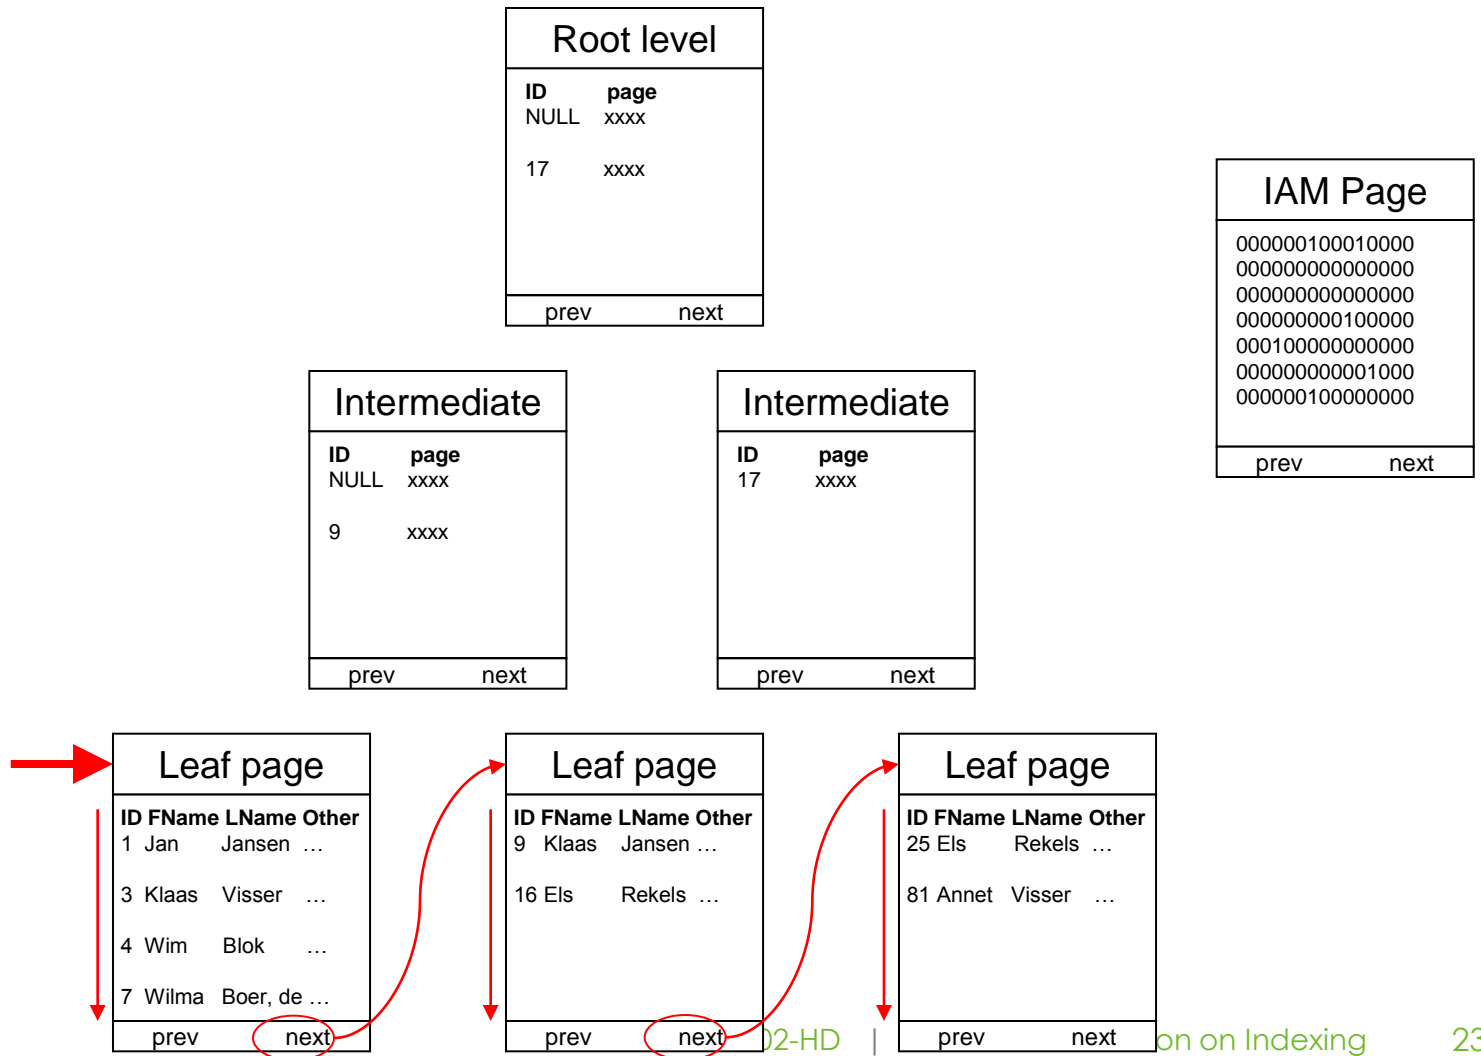 Root level
ID page
NULL xxxx
17 xxxx
prev next
IAM Page
000000100010000
000000000000000
000000000000000
000000000100000
000100000000000
000000000001000
000000100000000
prev next
Intermediate
ID page
NULL xxxx
9 xxxx
prev next
Intermediate
ID page
17 xxxx
prev next
Leaf page
ID FName LName Other
1 Jan Jansen …
3 Klaas Visser …
4 Wim Blok …
7 Wilma Boer, de …
prev next
Leaf page
ID FName LName Other
9 Klaas Jansen …
16 Els Rekels …
prev next
Leaf page
ID FName LName Other
25 Els Rekels …
81 Annet Visser …
prev next
02-HD | on on Indexing 23